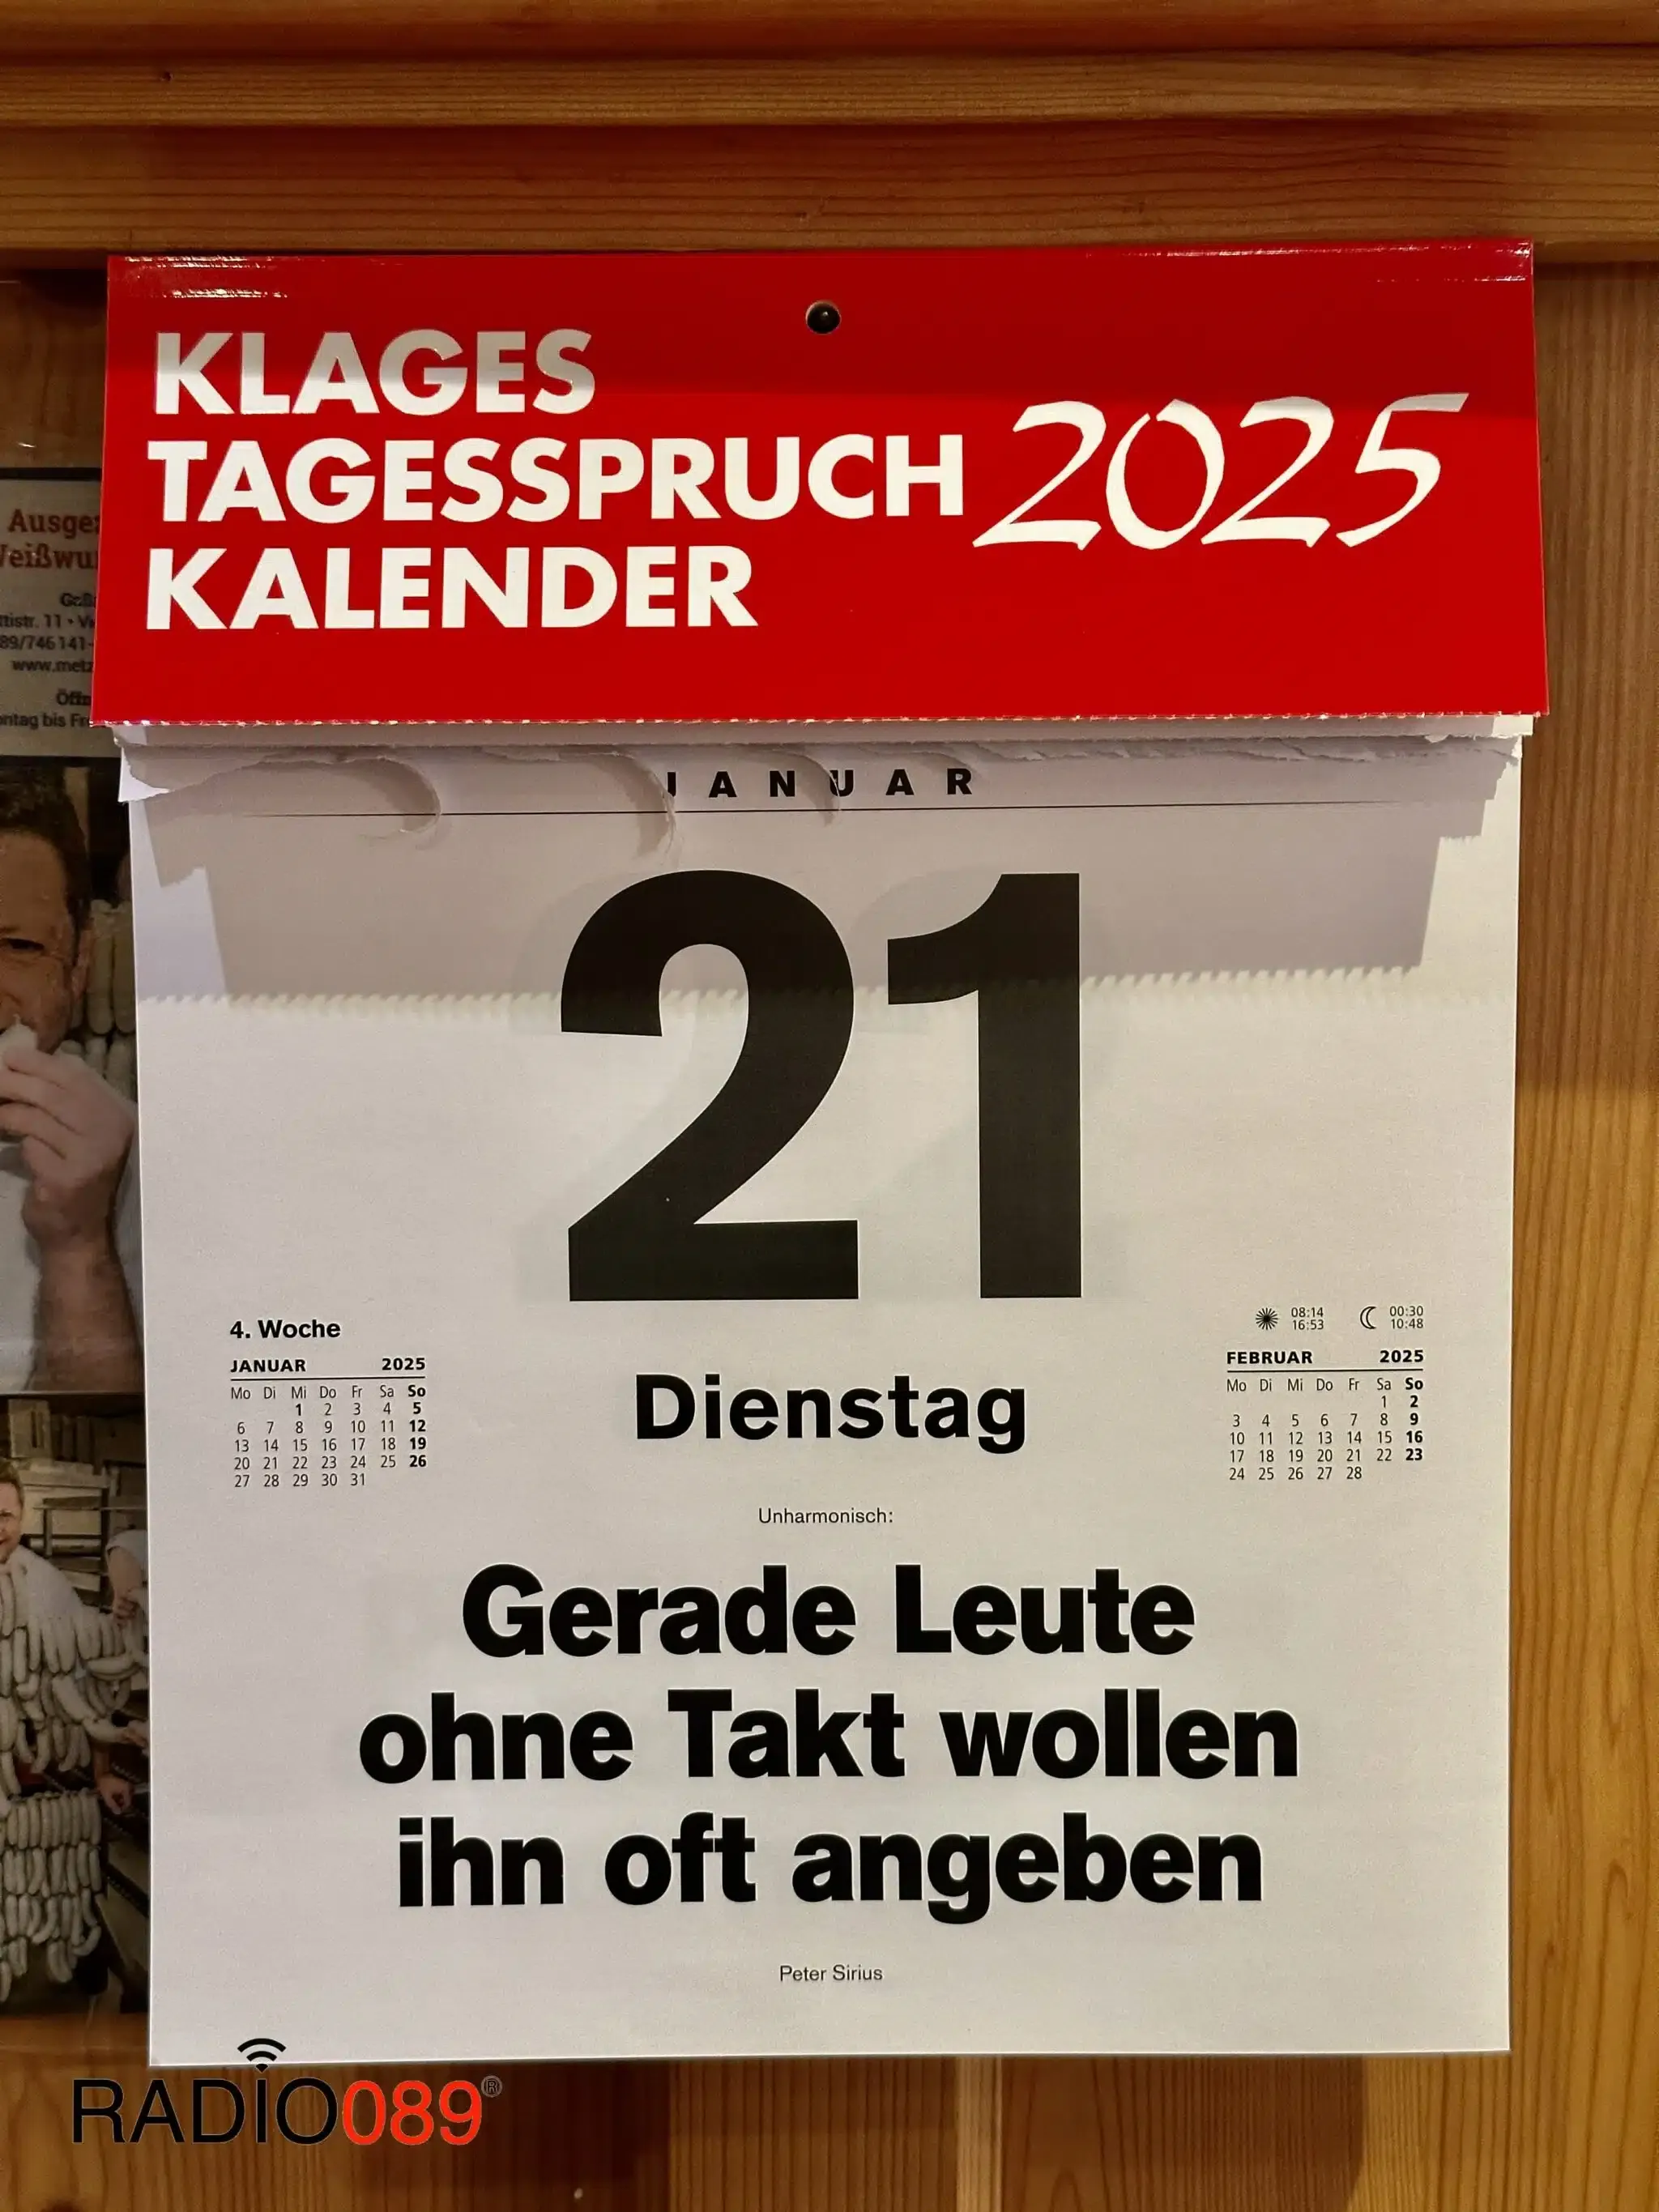 KLAGES
TAGESSPRUCH 2025
KALENDER
Öffn
www.metz
JANUAR
21
4. Woche
08:14 00:30
16:53 10:48
JANUAR 2025
Mo Di Mi Do Fr Sa So
1 2 3 4 5
6 7 8 9 10 11 12
13 14 15 16 17 18 19
20 21 22 23 24 25 26
27 28 29 30 31
Dienstag
FEBRUAR 2025
Mo Di Mi Do Fr Sa So
1 2
3 4 5 6 7 8 9
10 11 12 13 14 15 16
17 18 19 20 21 22 23
24 25 26 27 28
Unharmonisch:
Gerade Leute
ohne Takt wollen
ihn oft angeben
Peter Sirius
RADIO089®